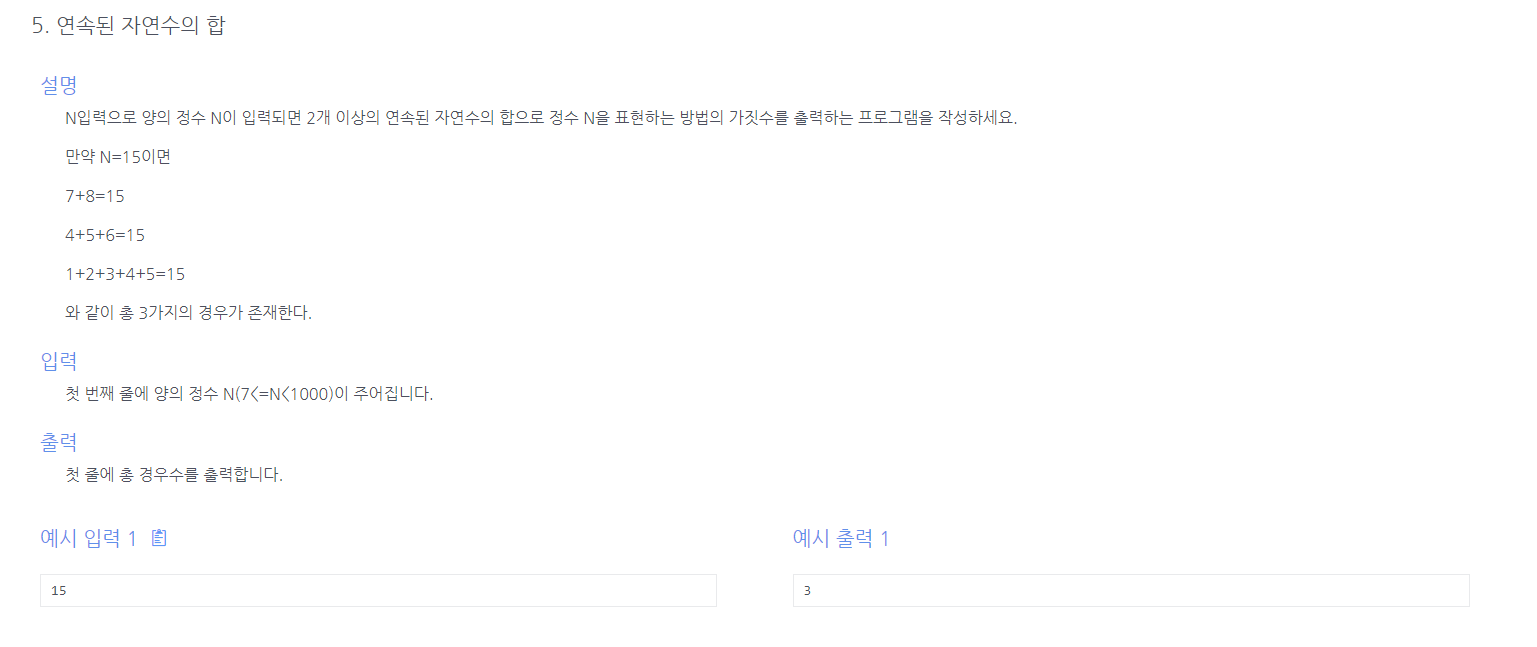 5. 연속된 자연수의 합
설명
N입력으로 양의 정수 N이 입력되면 2개 이상의 연속된 자연수의 합으로 정수 N을 표현하는 방법의 가짓수를 출력하는 프로그램을 작성하세요.
만약 N=15이면
7+8=15
4+5+6=15
1+2+3+4+5=15
와 같이 총 3가지의 경우가 존재한다.
입력
첫 번째 줄에 양의 정수 N(7<=N<1000)이 주어집니다.
출력
첫 줄에 총 경우수를 출력합니다.
예시 입력 1
예시 출력 1
15
3